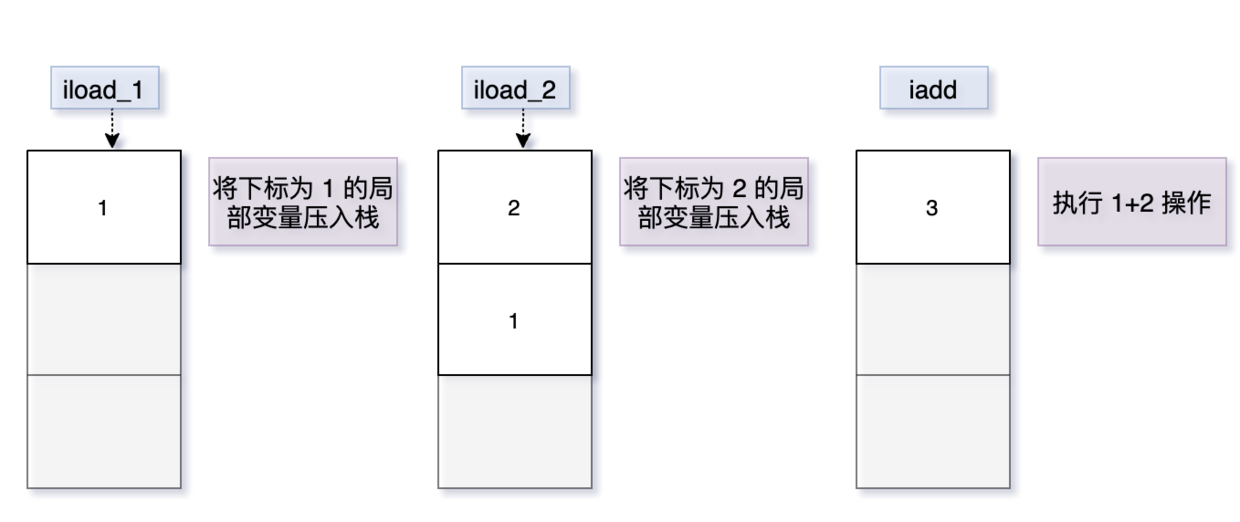 iload_1
iload_2
iadd
1
将下标为 1 的局
部变量压入栈
2
1
将下标为 2 的局
部变量压入栈
3
执行 1+2 操作